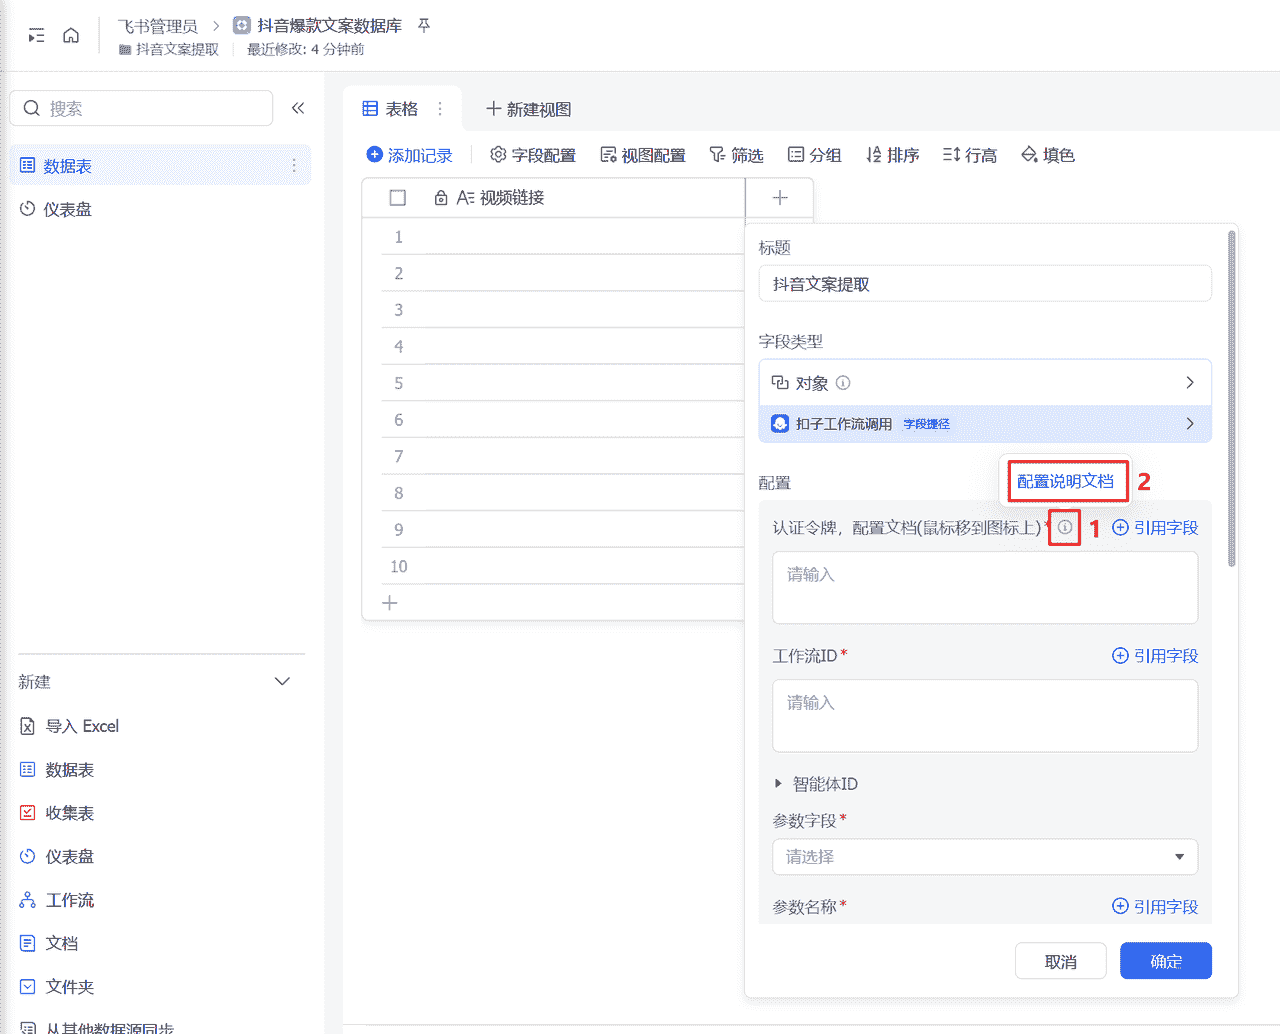 飞书管理员 > 抖音爆款文案数据库
抖音文案提取 | 最近修改: 4 分钟前
搜索
数据表
仪表盘
新建
导入 Excel
数据表
收集表
仪表盘
工作流
文档
文件夹
从其他数据源同步
表格
新建视图
添加记录 字段配置 视图配置 筛选 分组 排序 行高 填色
视频链接
1
2
3
4
5
6
7
8
9
10
标题
抖音文案提取
字段类型
对象
扣子工作流调用 字段捷径
配置
配置说明文档 2
认证令牌，配置文档(鼠标移到图标上)* 1 引用字段
请输入
工作流ID* 引用字段
请输入
智能体ID
参数字段*
请选择
参数名称* 引用字段
取消 确定